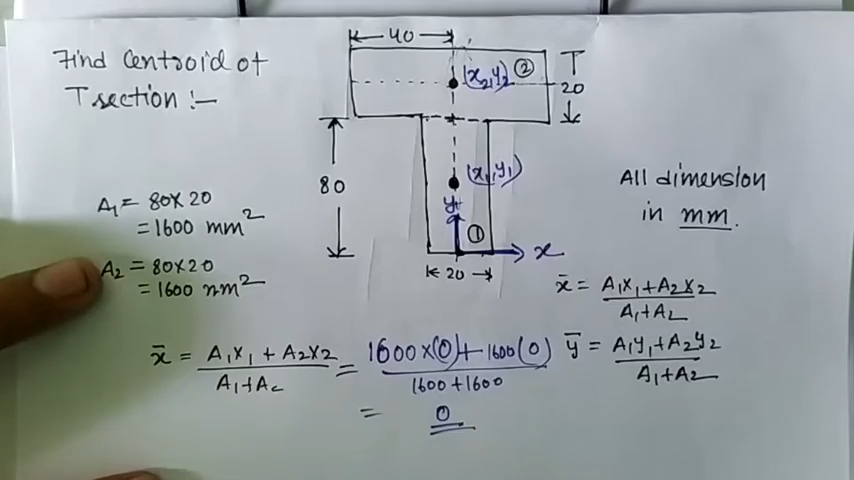 Find Centroid of
T section :-
40
(x₂,y₂) ②
T
20
80
(x₁,y₁)
y
①
x
20
All dimension
in mm.
A₁ = 80×20
= 1600 mm²
A₂ = 80×20
= 1600 mm²
x̄ = A₁x₁+A₂x₂
A₁+A₂
x̄ = A₁x₁ + A₂x₂ = 1600×(0)+1600(0)
A₁+A₂ 1600+1600
= 0
ȳ = A₁y₁+A₂y₂
A₁+A₂